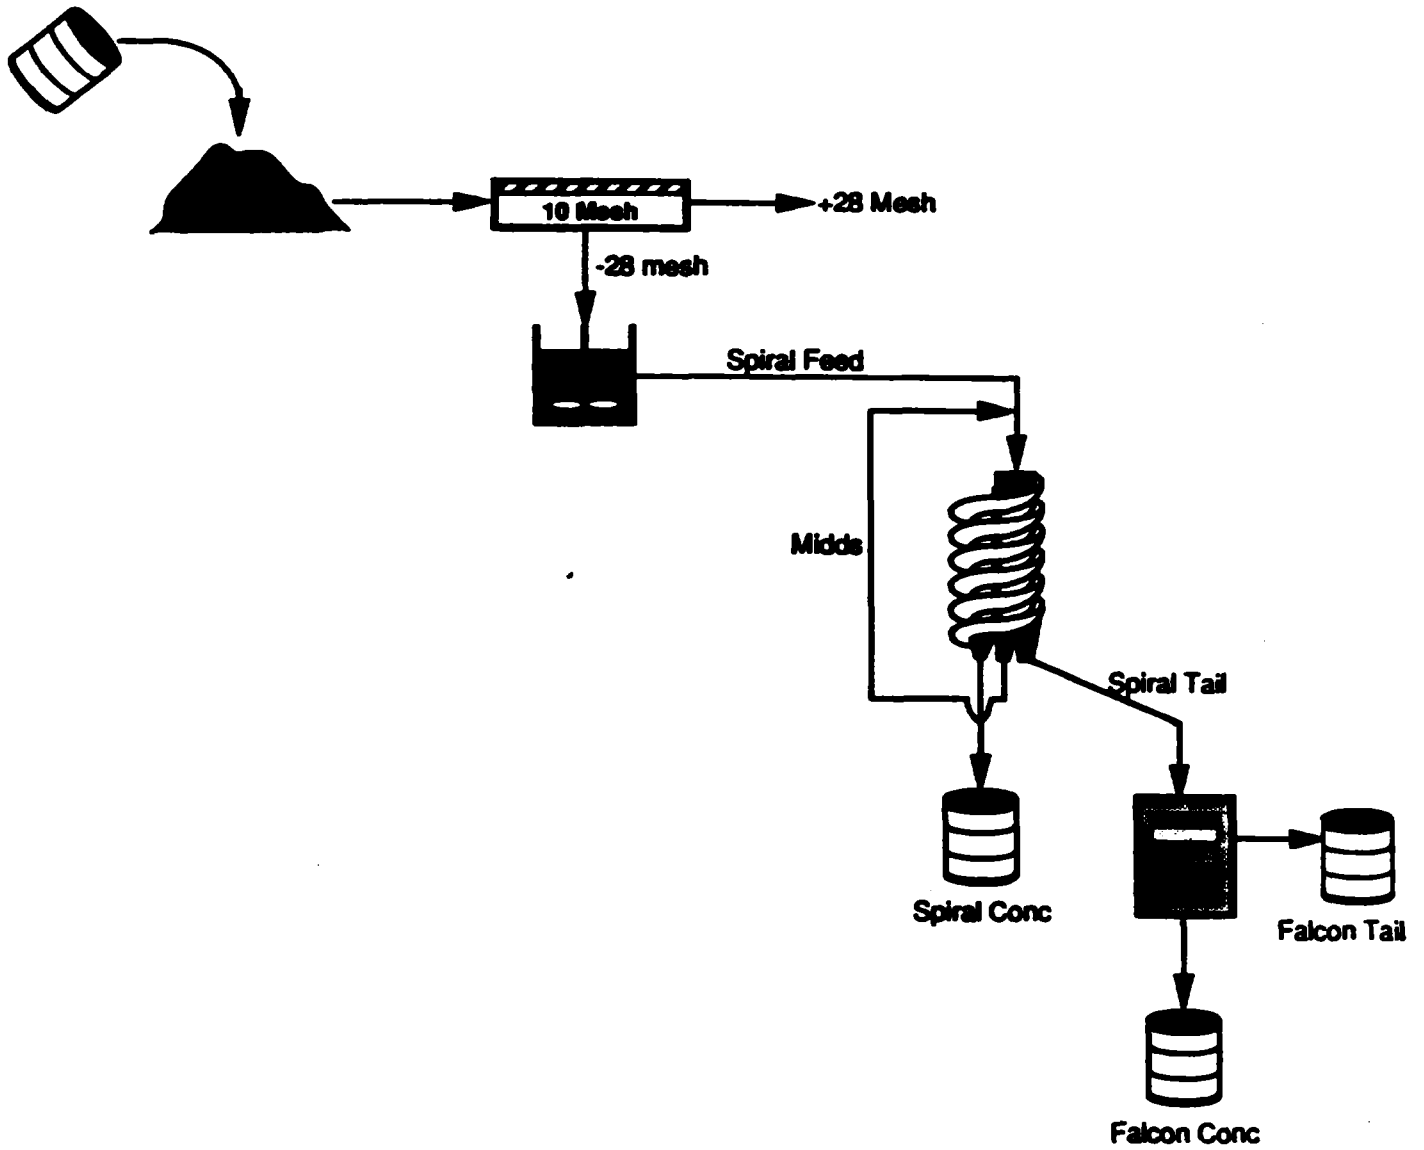 10 Mesh
+28 Mesh
-28 mesh
Spiral Feed
Midds
Spiral Tail
Spiral Conc
Falcon Tail
Falcon Conc